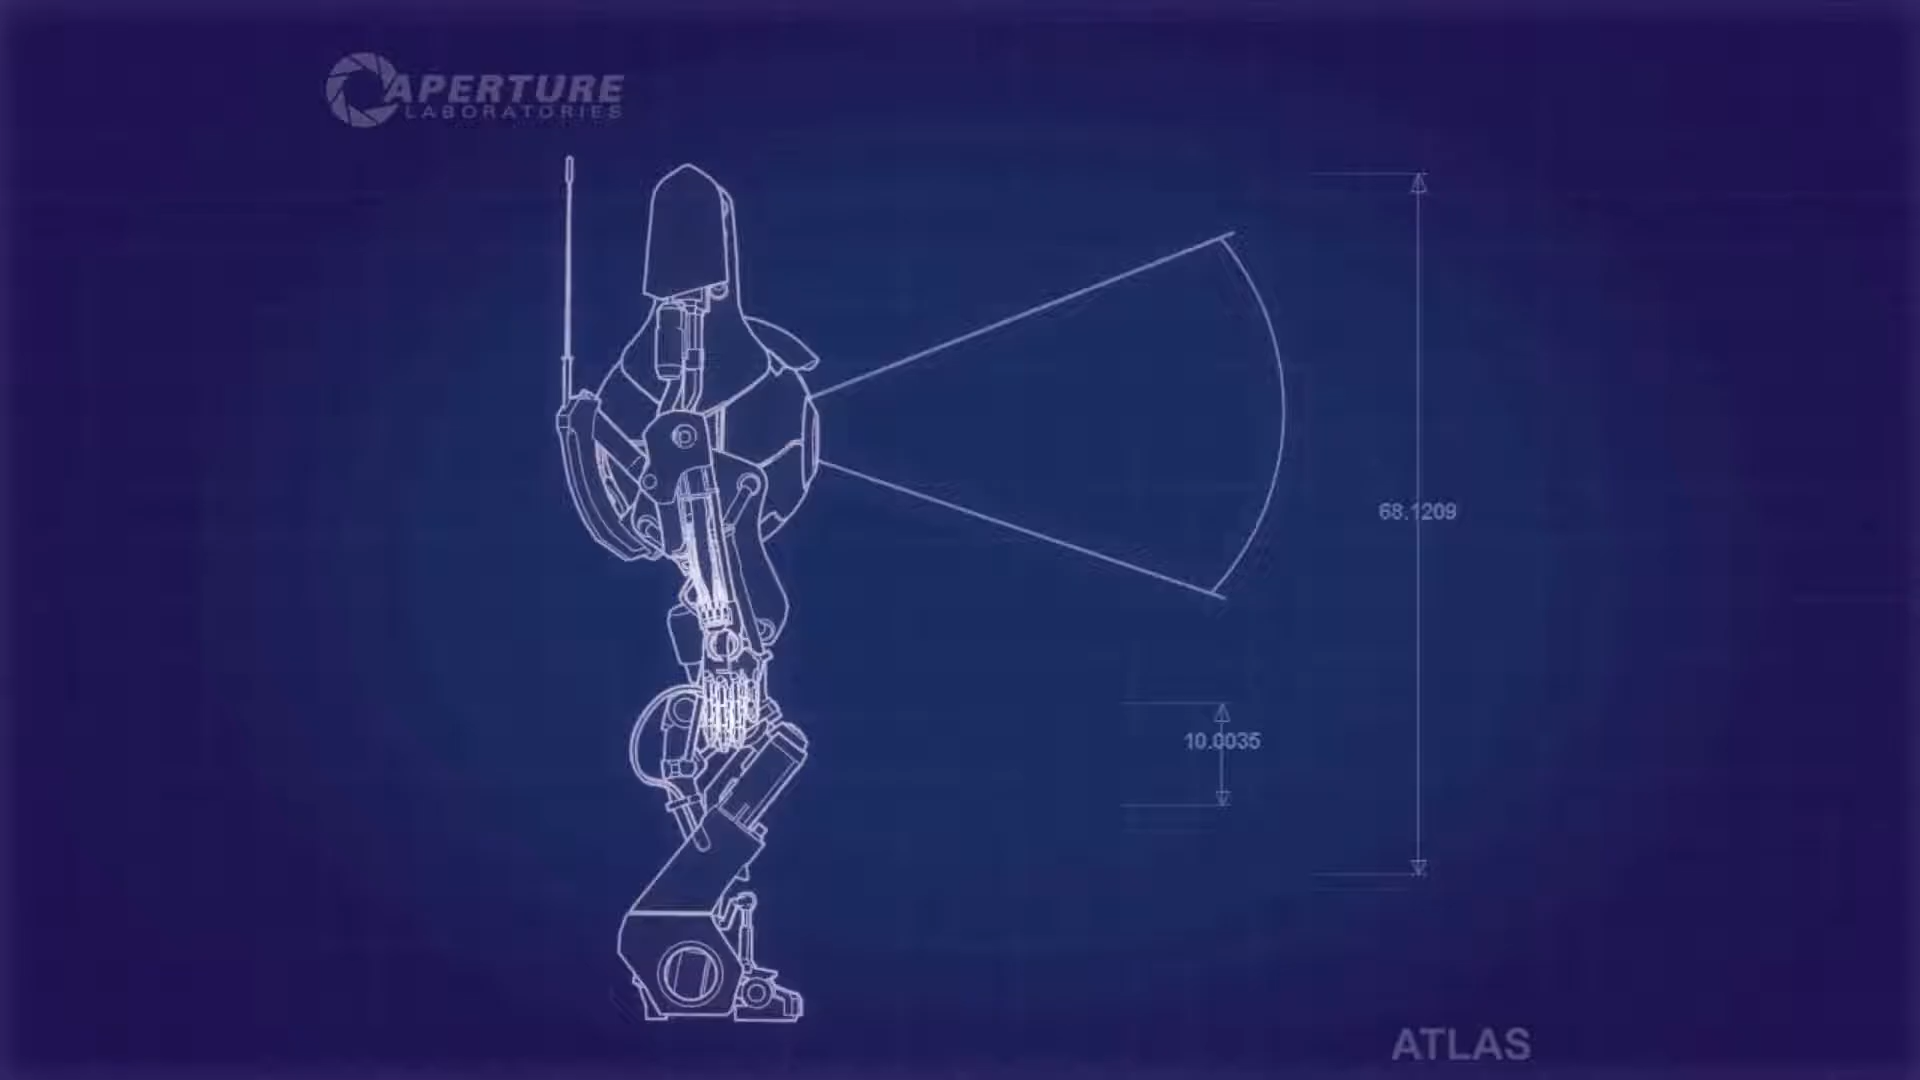 APERTURE
LABORATORIES
68.1209
10.0035
ATLAS